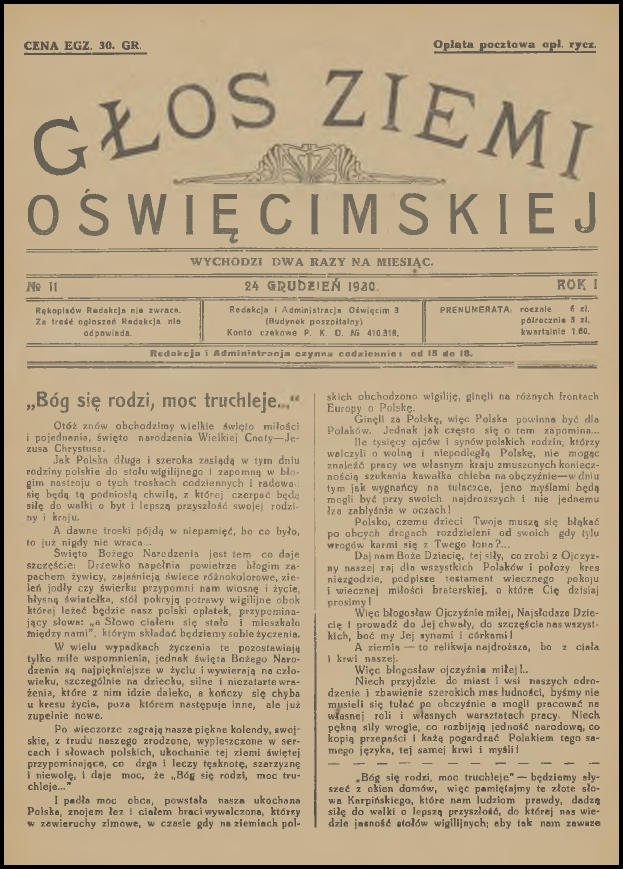 CENA EGZ. 30. GR.
Opłata pocztowa opł. rycz.
GŁOS ZIEMI
OŚWIĘCIMSKIEJ
WYCHODZI DWA RAZY NA MIESIĄC.
№ 11
24 GRUDZIEŃ 1930.
ROK I
Rękopisów Redakcja nie zwraca.
Za treść ogłoszeń Redakcja nie
odpowiada.
Redakcja i Administracja Oświęcim 3
(Budynek poszpitalny)
Konto czekowe P. K. O. № 410.318.
PRENUMERATA: rocznie 6 zł.
półrocznie 3 zł.
kwartalnie 1.60.
Redakcja i Administracja czynna codziennie: od 15 do 18.
„Bóg się rodzi, moc truchleje..."
Otóż znów obchodzimy wielkie święto miłości
i pojednania, święto narodzenia Wielkiej Cnoty—Je-
zusa Chrystusa.
Jak Polska długa i szeroka zasiądą w tym dniu
rodziny polskie do stołu wigilijnego i zapomną w bło-
gim nastroju o tych troskach codziennych i radowa-
się będą tą podniosłą chwilą, z której czerpać będą
siłę do walki o byt i lepszą przyszłość swojej rodzi-
ny i kraju.
A dawne troski pójdą w niepamięć, bo co było,
to już nigdy nie wraca...
Święto Bożego Narodzenia jest tem co daje
szczęście: Drzewko napełnia powietrze błogim za-
pachem żywicy, zajaśnieją świece różnokolorowe, zie-
leń jodły czy świerku przypomni nam wiosnę i życie,
błysną światełka, stół pokryją potrawy wigilijne obok
której leżeć będzie nasz polski opłatek, przypomina-
jący słowa: „a Słowo ciałem się stało i mieszkało
między nami". którym składać będziemy sobie życzenia.
W wielu wypadkach życzenia te pozostawiają
tylko miłe wspomnienia, jednak święta Bożego Naro-
dzenia są najpiękniejsze w życiu i wywierają na czło-
wieku, szczególnie na dziecku, silne i niezatarte wra-
żenia, które z nim idzie daleko, a kończy się chyba
u kresu życia, poza którem następuje inne, ale już
zupełnie nowe.
Po wieczorze zagrają nasze piękne kolendy, swoj-
skie, z trudu naszego zrodzone, wypieszczone w ser-
cach i słowach polskich, ukochanie tej ziemi świętej
przypominające, co drga i leczy tęsknotę, szarzyznę
i niewolę, i daje moc, że „Bóg się rodzi, moc tru-
chleje..."
I padła moc obca, powstała nasza ukochana
Polska, znojem łez i ciałem braci wywalczona, którzy
w zawieruchy zimowe, w czasie gdy na ziemiach pol-
skich obchodzono wigiliję, ginęli na różnych frontach
Europy o Polskę.
Ginęli za Polskę, więc Polska powinna być dla
Polaków. Jednak jak często się o tem zapomina...
Ile tysięcy ojców i synów polskich rodzin, którzy
walczyli o wolną i niepodległą Polskę, nie mogąc
znaleść pracy we własnym kraju zmuszonych koniecz-
nością szukania kawałka chleba na obczyźnie—w dniu
tym jak wygnańcy na tułaczce, jeno myślami będą
mogli być przy swoich najdroższych i nie jednemu
łza zabłyśnie w oczach!
Polsko, czemu dzieci Twoje muszą się błąkać
po obcych drogach rozdzieleni od swoich gdy tylu
wrogów karmi się z Twego łona?...
Daj nam Boże Dziecię, tej siły, co zrobi z Ojczyz-
ny naszej raj dla wszystkich Polaków i położy kres
niezgodzie, podpisze testament wiecznego pokoju
i wiecznej miłości braterskiej, o które Cię dzisiaj
prosimy!
Więc błogosław Ojczyźnie miłej, Najsłodsza Dzie-
cię i prowadź do Jej chwały, do szczęścia nas wszyst-
kich, boć my Jej synami i córkami!
A ziemia — to relikwja najdroższa, bo z ciała
i krwi naszej.
Więc błogosław ojczyźnie miłej!..
Niech przyjdzie do miast i wsi naszych odro-
dzenie i zbawienie szerokich mas ludności, byśmy nie
musieli się tułać po obczyźnie a mogli pracować na
własnej roli i własnych warsztatach pracy. Niech
pękną siły wrogie, co rozbijają jedność narodową, co
kopią przepaści i każą pogardzać Polakiem tego sa-
mego języka, tej samej krwi i myśli!
„Bóg się rodzi, moc truchleje" — będziemy sły-
szeć z okien domów, więc pamiętajmy te złote sło-
wa Karpińskiego, które nam ludziom prawdy, dadzą
siłę do walki o lepszą przyszłość, do której nas wie-
dzie jasność stołów wigilijnych; aby tak nam zawsze